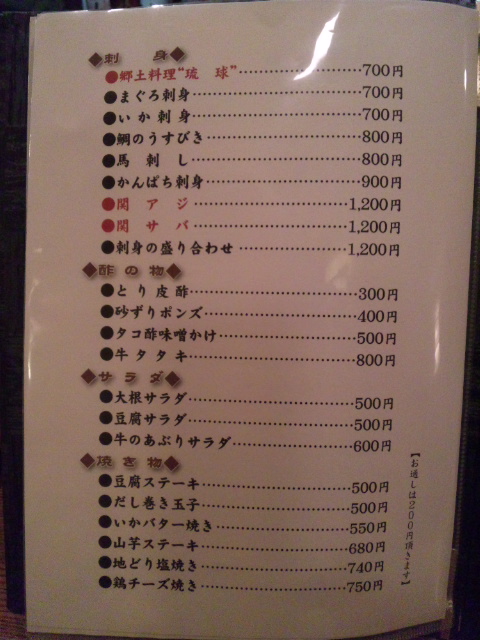 ◆刺身◆
●郷土料理“琉球”……………700円
●まぐろ刺身……………700円
●いか刺身……………700円
●鯛のうすびき……………800円
●馬刺し……………800円
●かんぱち刺身……………900円
●関アジ……………1,200円
●関サバ……………1,200円
●刺身の盛り合わせ……………1,200円
◆酢の物◆
●とり皮酢……………300円
●砂ずりポンズ……………400円
●タコ酢味噌かけ……………500円
●牛タタキ……………800円
◆サラダ◆
●大根サラダ……………500円
●豆腐サラダ……………500円
●牛のあぶりサラダ……………600円
◆焼き物◆
●豆腐ステーキ……………500円
●だし巻き玉子……………500円
●いかバター焼き……………550円
●山芋ステーキ……………680円
●地どり塩焼き……………740円
●鶏チーズ焼き……………750円
【お通しは200円頂きます】